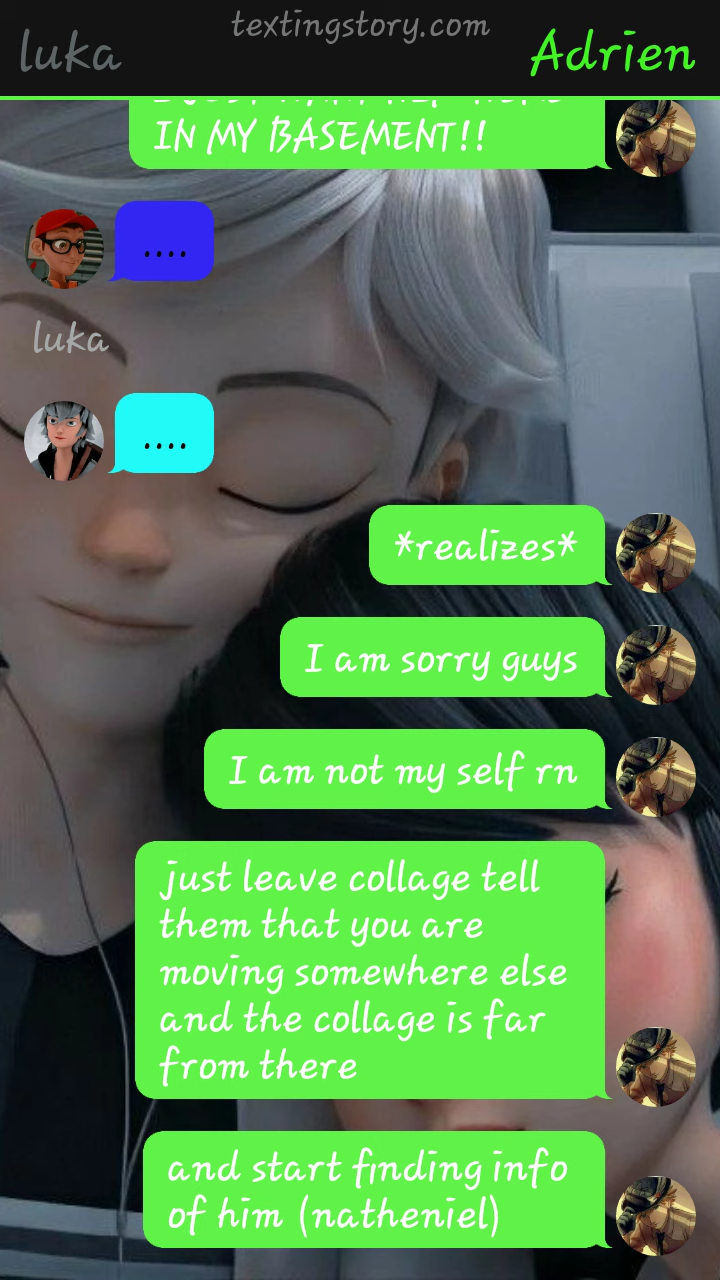 textingstory.com
luka
Adrien
IN MY BASEMENT!!
....
luka
....
*realizes*
I am sorry guys
I am not my self rn
just leave collage tell
them that you are
moving somewhere else
and the collage is far
from there
and start finding info
of him (natheniel)